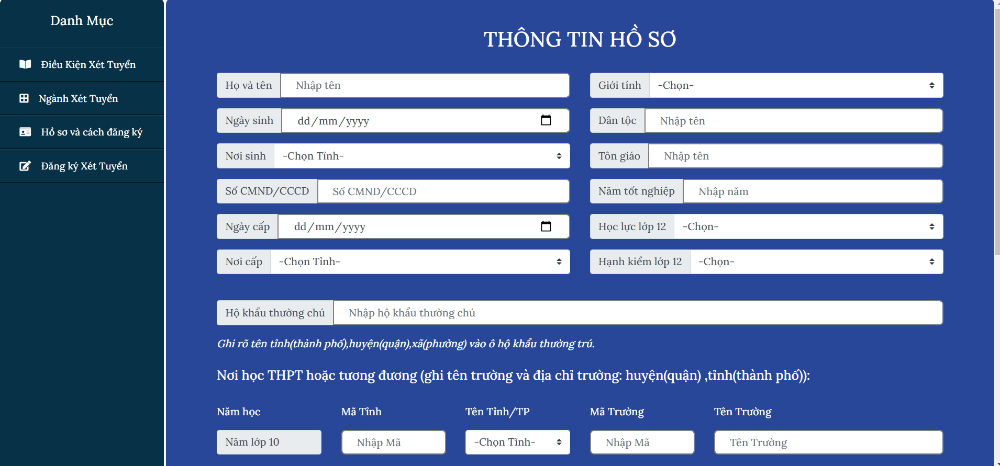 Danh Mục
Điều Kiện Xét Tuyển
Ngành Xét Tuyển
Hồ sơ và cách đăng ký
Đăng ký Xét Tuyển
THÔNG TIN HỒ SƠ
Họ và tên Nhập tên Giới tính -Chọn-
Ngày sinh dd/mm/yyyy Dân tộc Nhập tên
Nơi sinh -Chọn Tỉnh- Tôn giáo Nhập tên
Số CMND/CCCD Số CMND/CCCD Năm tốt nghiệp Nhập năm
Ngày cấp dd/mm/yyyy Học lực lớp 12 -Chọn-
Nơi cấp -Chọn Tỉnh- Hạnh kiểm lớp 12 -Chọn-
Hộ khẩu thường chú Nhập hộ khẩu thường chú
Ghi rõ tên tỉnh(thành phố),huyện(quận),xã(phường) vào ô hộ khẩu thường trú.
Nơi học THPT hoặc tương đương (ghi tên trường và địa chỉ trường: huyện(quận) ,tỉnh(thành phố)):
Năm học Mã Tỉnh Tên Tỉnh/TP Mã Trường Tên Trường
Năm lớp 10 Nhập Mã -Chọn Tỉnh- Nhập Mã Tên Trường